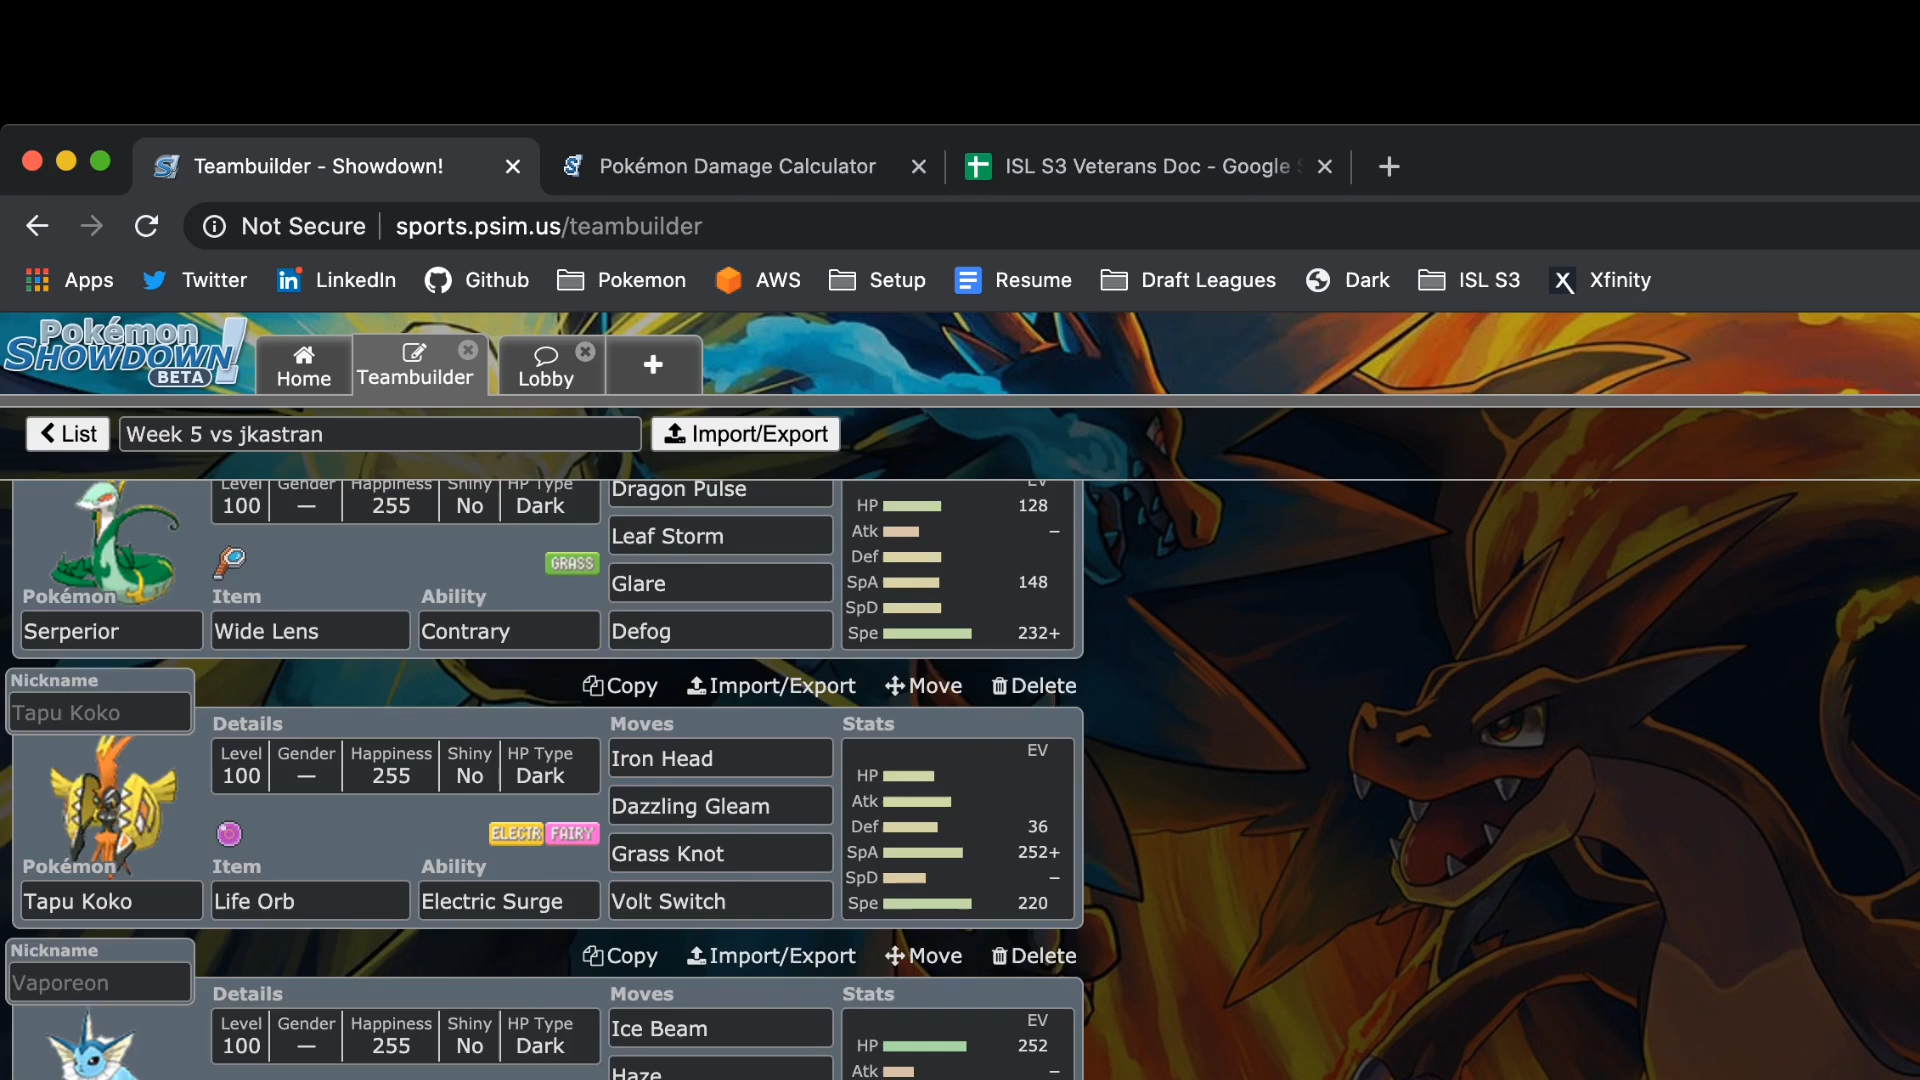 Teambuilder - Showdown!
Pokémon Damage Calculator
ISL S3 Veterans Doc - Google
Not Secure
sports.psim.us/teambuilder
Apps
Twitter
LinkedIn
Github
Pokemon
AWS
Setup
Resume
Draft Leagues
Dark
ISL S3
Xfinity
Pokémon
SHOWDOWN!
BETA
Home
Teambuilder
Lobby
List
Week 5 vs jkastran
Import/Export
Level Gender Happiness Shiny HP Type
100 — 255 No Dark
GRASS
Pokémon
Serperior
Item
Wide Lens
Ability
Contrary
Dragon Pulse
Leaf Storm
Glare
Defog
EV
HP 128
Atk –
Def
SpA 148
SpD
Spe 232+
Copy Import/Export Move Delete
Nickname
Tapu Koko
Details
Level Gender Happiness Shiny HP Type
100 — 255 No Dark
ELECTR FAIRY
Pokémon
Tapu Koko
Item
Life Orb
Ability
Electric Surge
Moves
Iron Head
Dazzling Gleam
Grass Knot
Volt Switch
Stats
EV
HP
Atk
Def 36
SpA 252+
SpD –
Spe 220
Copy Import/Export Move Delete
Nickname
Vaporeon
Details
Level Gender Happiness Shiny HP Type
100 — 255 No Dark
Moves
Ice Beam
Haze
Stats
EV
HP 252
Atk –